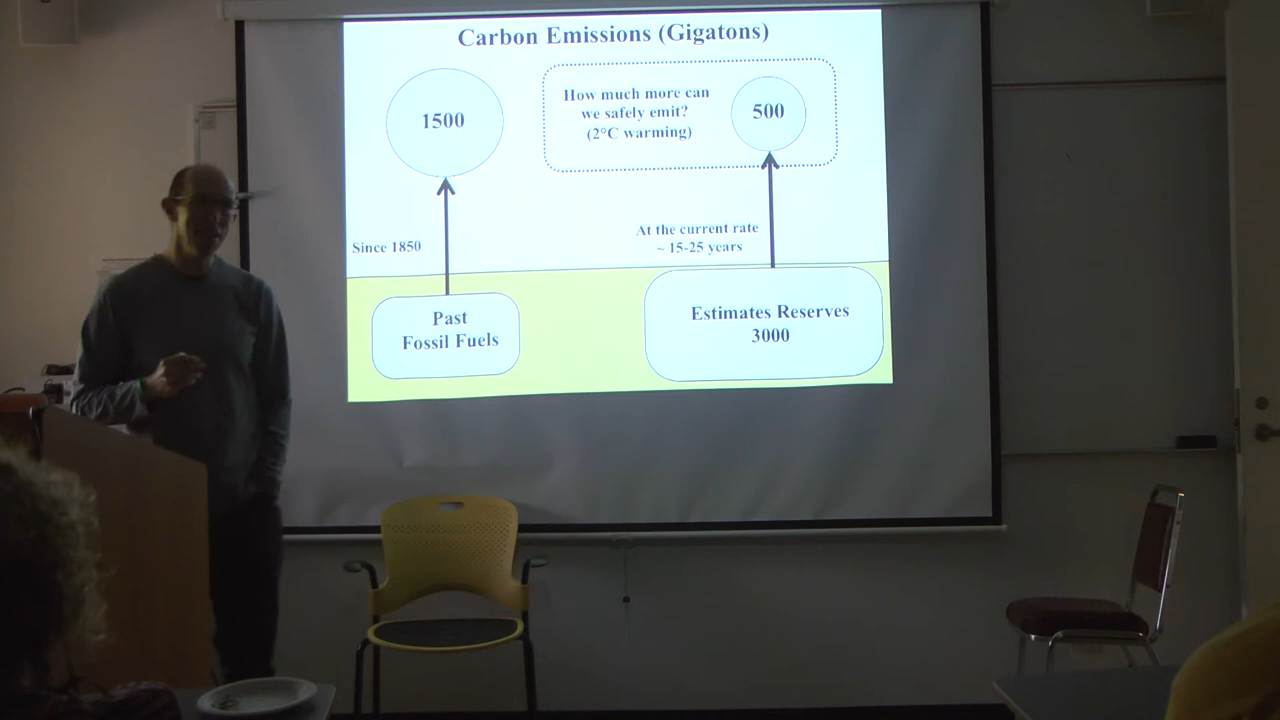 Carbon Emissions (Gigatons)
1500
How much more can
we safely emit?
(2°C warming)
500
Since 1850
At the current rate
~ 15-25 years
Past
Fossil Fuels
Estimates Reserves
3000